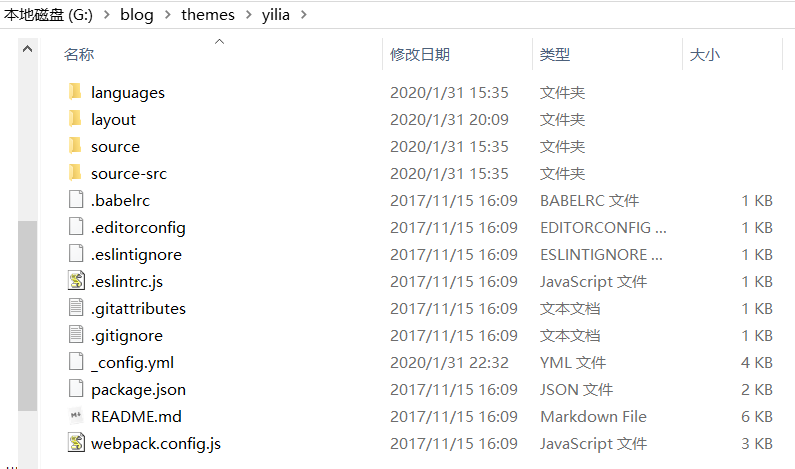 本地磁盘 (G:) > blog > themes > yilia >
名称 修改日期 类型 大小
languages 2020/1/31 15:35 文件夹
layout 2020/1/31 20:09 文件夹
source 2020/1/31 15:35 文件夹
source-src 2020/1/31 15:35 文件夹
.babelrc 2017/11/15 16:09 BABELRC 文件 1 KB
.editorconfig 2017/11/15 16:09 EDITORCONFIG ... 1 KB
.eslintignore 2017/11/15 16:09 ESLINTIGNORE ... 1 KB
.eslintrc.js 2017/11/15 16:09 JavaScript 文件 1 KB
.gitattributes 2017/11/15 16:09 文本文档 1 KB
.gitignore 2017/11/15 16:09 文本文档 1 KB
_config.yml 2020/1/31 22:32 YML 文件 4 KB
package.json 2017/11/15 16:09 JSON 文件 2 KB
README.md 2017/11/15 16:09 Markdown File 6 KB
webpack.config.js 2017/11/15 16:09 JavaScript 文件 3 KB